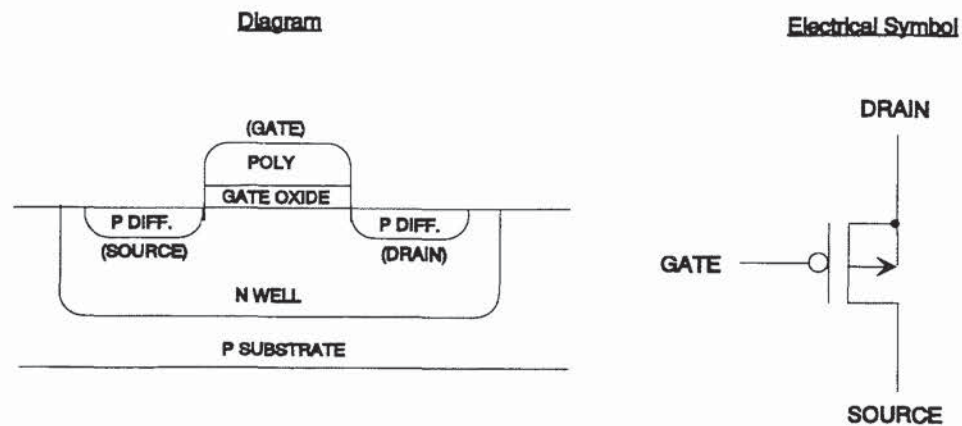 Diagram
(GATE)
POLY
GATE OXIDE
P DIFF.
(SOURCE)
P DIFF.
(DRAIN)
N WELL
P SUBSTRATE
Electrical Symbol
DRAIN
GATE
SOURCE